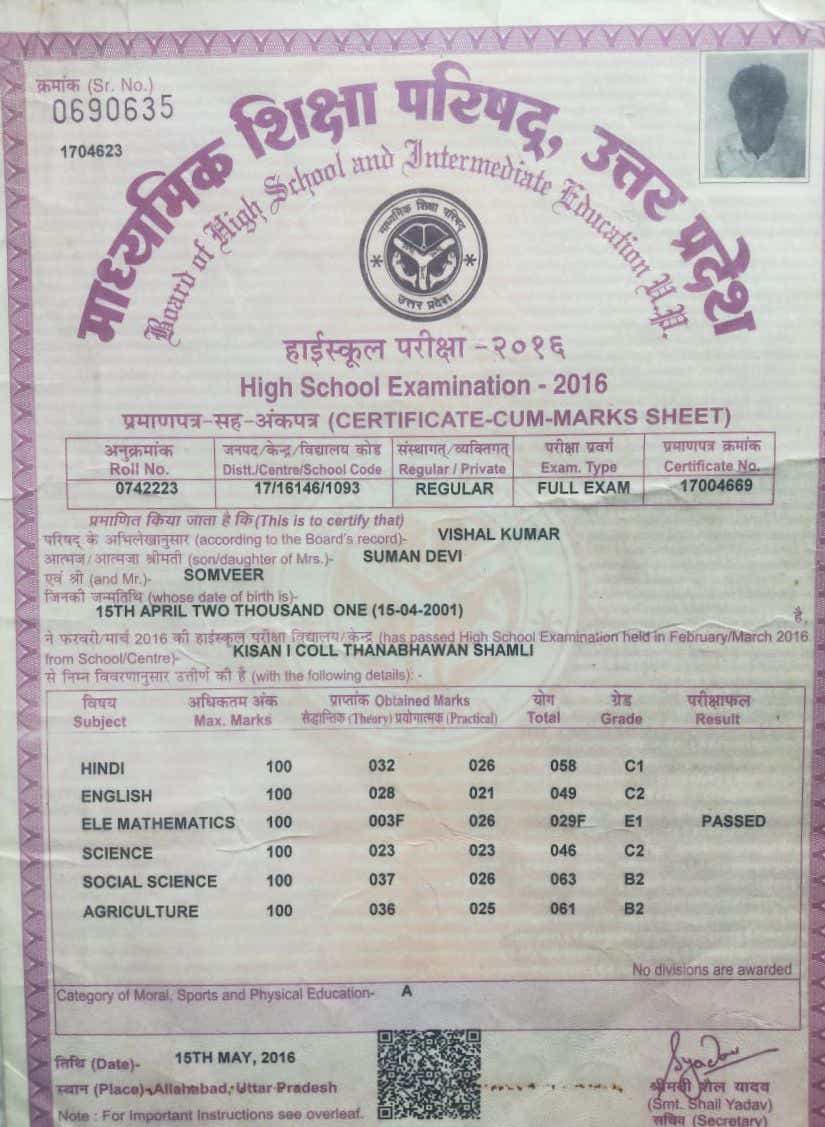 क्रमांक (Sr. No.)
0690635
1704623
माध्यमिक शिक्षा परिषद्, उत्तर प्रदेश
Board of High School and Intermediate Education U.P.
माध्यमिक शिक्षा परिषद्
उत्तर प्रदेश
हाईस्कूल परीक्षा -२०१६
High School Examination - 2016
प्रमाणपत्र-सह-अंकपत्र (CERTIFICATE-CUM-MARKS SHEET)
अनुक्रमांक जनपद/केन्द्र/विद्यालय कोड संस्थागत्/व्यक्तिगत् परीक्षा प्रवर्ग प्रमाणपत्र क्रमांक
Roll No. Distt./Centre/School Code Regular / Private Exam. Type Certificate No.
0742223 17/16146/1093 REGULAR FULL EXAM 17004669
प्रमाणित किया जाता है कि (This is to certify that)
परिषद् के अभिलेखानुसार (according to the Board's record)- VISHAL KUMAR
आत्मज/आत्मजा श्रीमती (son/daughter of Mrs.)- SUMAN DEVI
एवं श्री (and Mr.)- SOMVEER
जिनकी जन्मतिथि (whose date of birth is)-
15TH APRIL TWO THOUSAND ONE (15-04-2001) है,
ने फरवरी/मार्च 2016 की हाईस्कूल परीक्षा विद्यालय/केन्द्र (has passed High School Examination held in February/March 2016
from School/Centre)- KISAN I COLL THANABHAWAN SHAMLI
से निम्न विवरणानुसार उत्तीर्ण की है (with the following details): -
विषय अधिकतम अंक प्राप्तांक Obtained Marks योग ग्रेड परीक्षाफल
Subject Max. Marks सैद्धान्तिक (Theory) प्रयोगात्मक (Practical) Total Grade Result
HINDI 100 032 026 058 C1
ENGLISH 100 028 021 049 C2
ELE MATHEMATICS 100 003F 026 029F E1 PASSED
SCIENCE 100 023 023 046 C2
SOCIAL SCIENCE 100 037 026 063 B2
AGRICULTURE 100 036 025 061 B2
No divisions are awarded
Category of Moral, Sports and Physical Education- A
तिथि (Date)- 15TH MAY, 2016
स्थान (Place)- Allahabad, Uttar Pradesh
Note : For Important Instructions see overleaf.
श्रीमती शैल यादव
(Smt. Shail Yadav)
सचिव (Secretary)